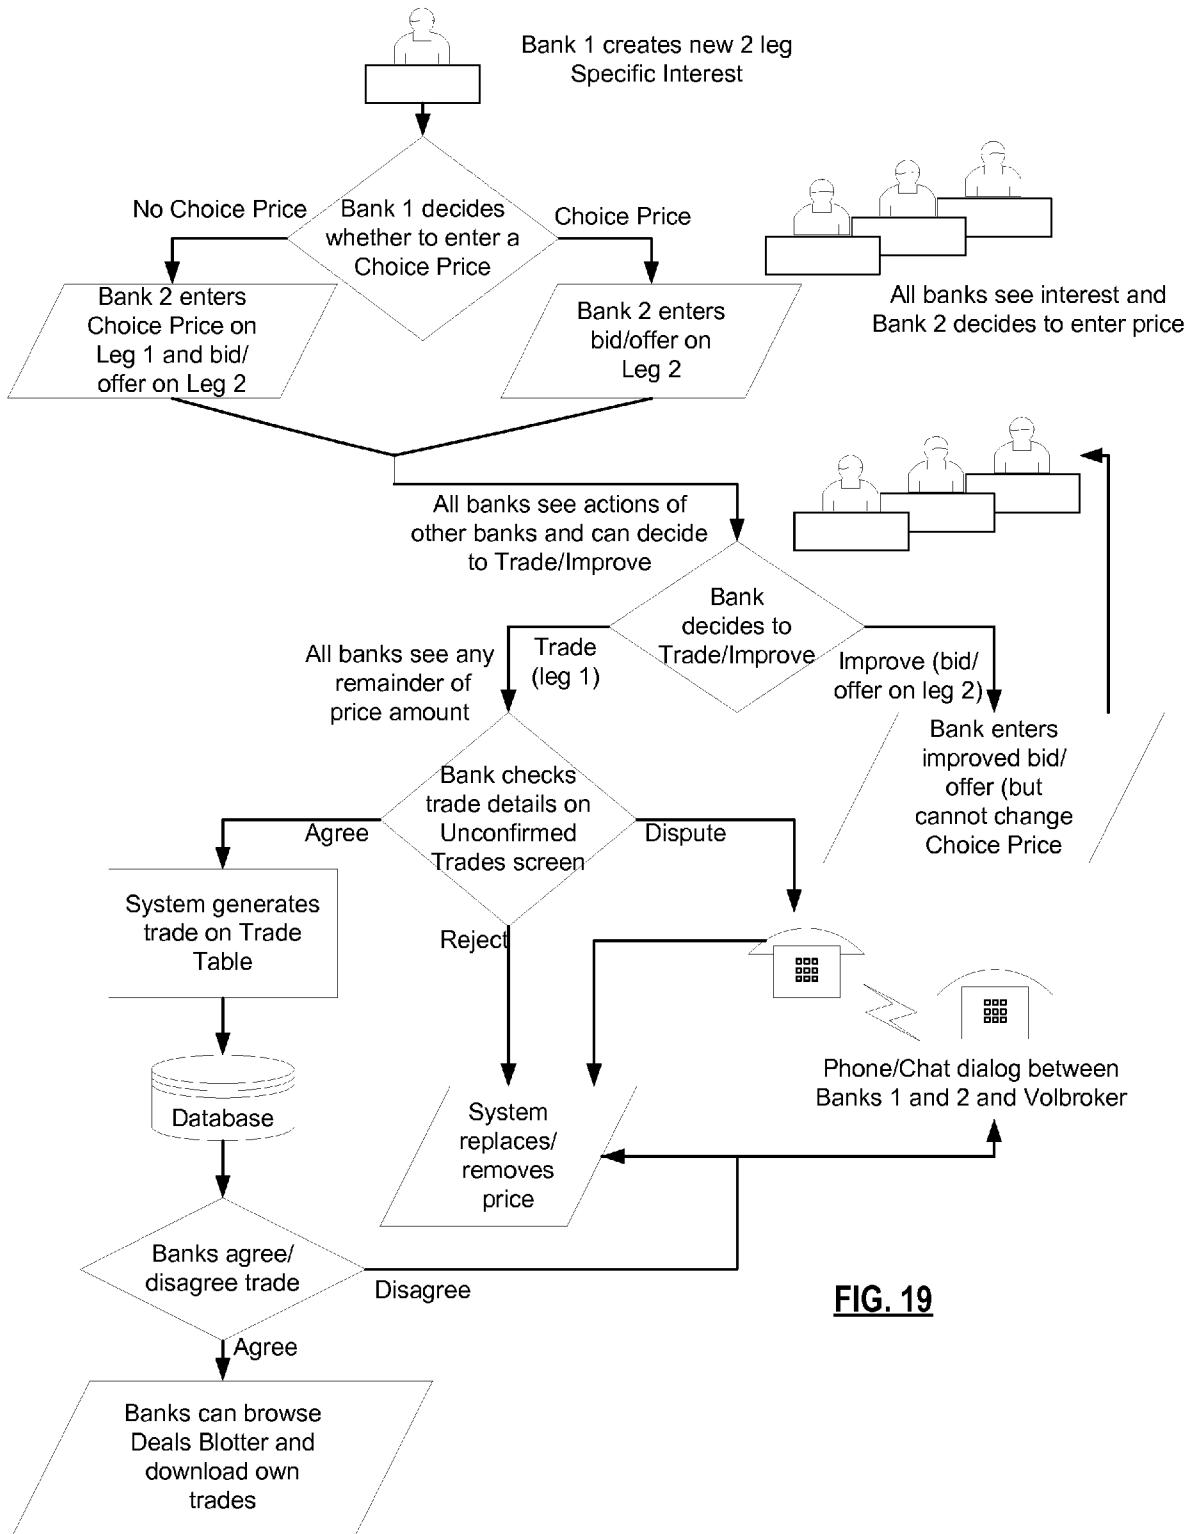 Bank 1 creates new 2 leg
Specific Interest
No Choice Price
Bank 1 decides
whether to enter a
Choice Price
Choice Price
All banks see interest and
Bank 2 decides to enter price
Bank 2 enters
Choice Price on
Leg 1 and bid/
offer on Leg 2
Bank 2 enters
bid/offer on
Leg 2
All banks see actions of
other banks and can decide
to Trade/Improve
Bank
decides to
Trade/Improve
All banks see any
remainder of
price amount
Trade
(leg 1)
Improve (bid/
offer on leg 2)
Bank enters
improved bid/
offer (but
cannot change
Choice Price
Bank checks
trade details on
Unconfirmed
Trades screen
Agree
Dispute
Reject
System generates
trade on Trade
Table
Phone/Chat dialog between
Banks 1 and 2 and Volbroker
Database
System
replaces/
removes
price
Banks agree/
disagree trade
Disagree
Agree
FIG. 19
Banks can browse
Deals Blotter and
download own
trades